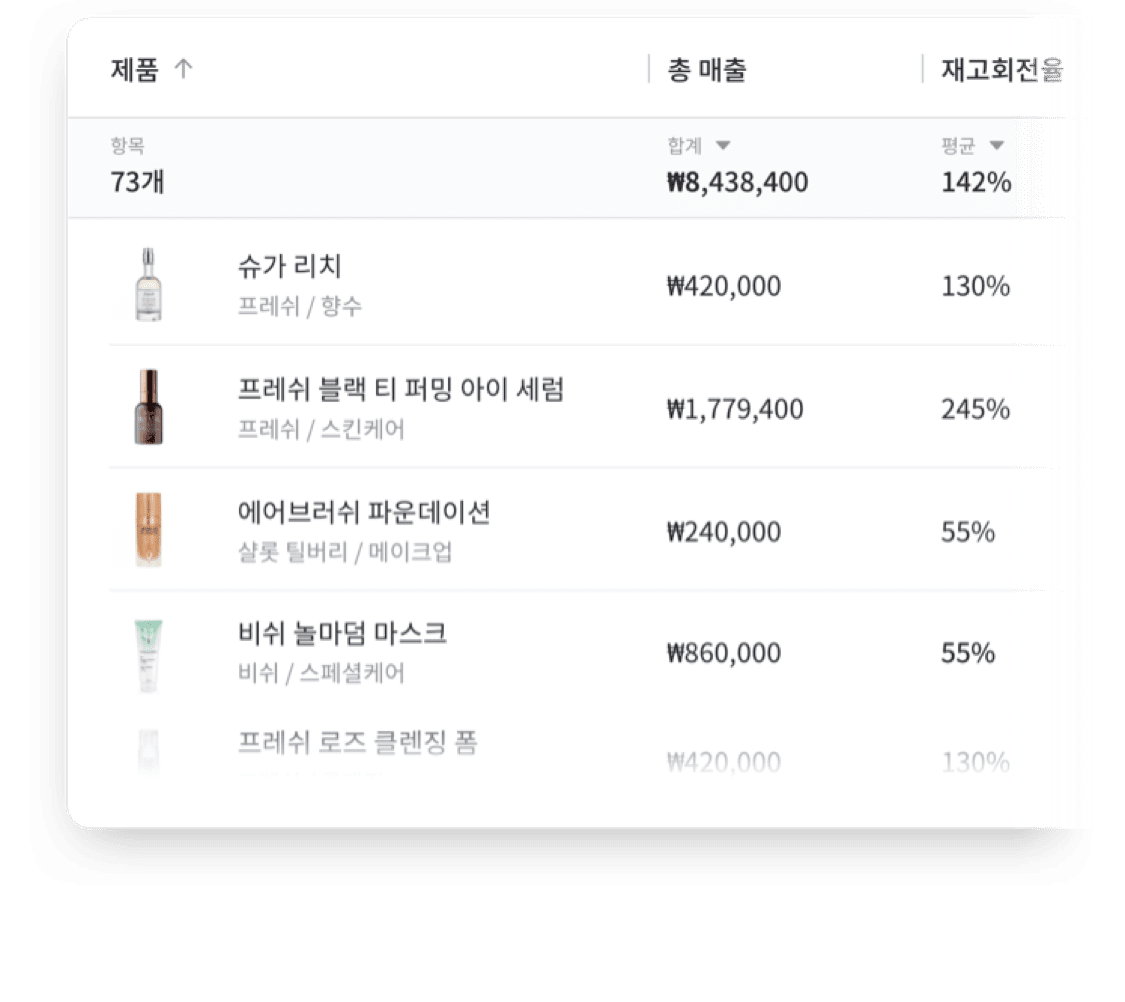 제품 ↑ 총 매출 재고회전율
항목 합계 ▼ 평균 ▼
73개 ₩8,438,400 142%
슈가 리치
프레쉬 / 향수
₩420,000 130%
프레쉬 블랙 티 퍼밍 아이 세럼
프레쉬 / 스킨케어
₩1,779,400 245%
에어브러쉬 파운데이션
샬롯 틸버리 / 메이크업
₩240,000 55%
비쉬 놀마덤 마스크
비쉬 / 스페셜케어
₩860,000 55%
프레쉬 로즈 클렌징 폼
₩420,000 130%